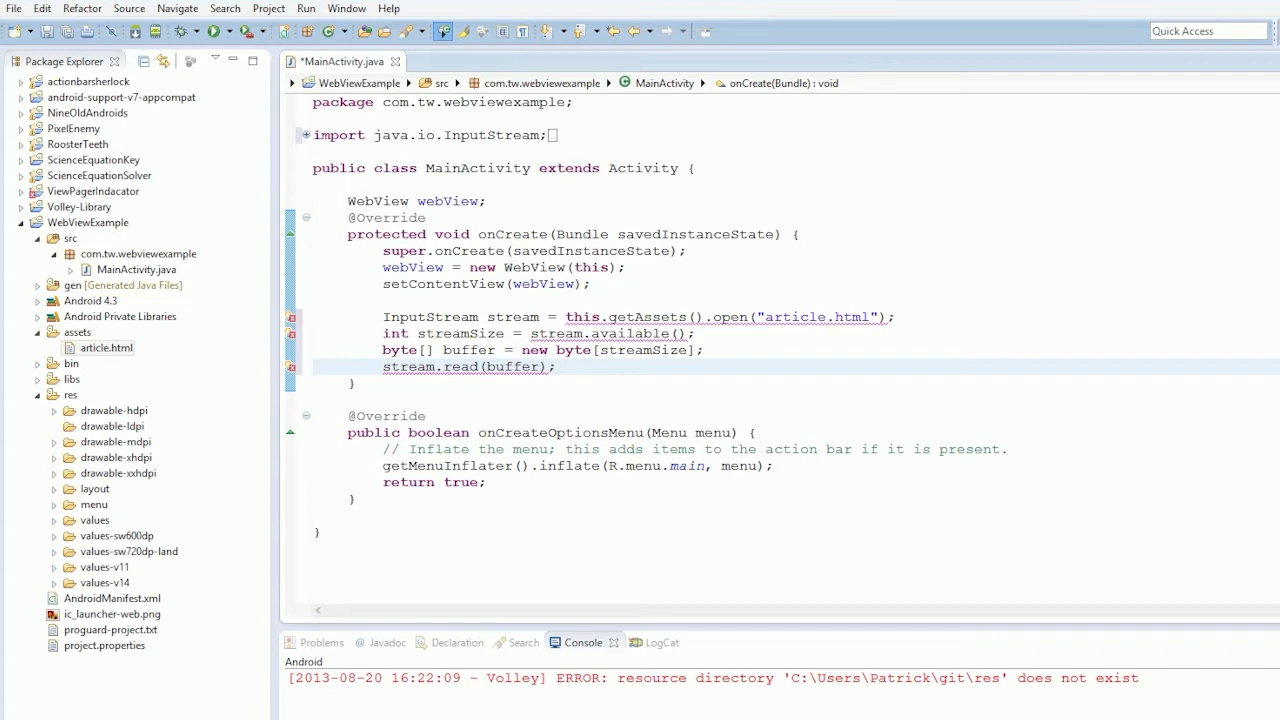 File Edit Refactor Source Navigate Search Project Run Window Help
Quick Access
Package Explorer
*MainActivity.java
WebViewExample src com.tw.webviewexample MainActivity onCreate(Bundle) : void
actionbarsherlock
android-support-v7-appcompat
NineOldAndroids
PixelEnemy
RoosterTeeth
ScienceEquationKey
ScienceEquationSolver
ViewPagerIndacator
Volley-Library
WebViewExample
src
com.tw.webviewexample
MainActivity.java
gen [Generated Java Files]
Android 4.3
Android Private Libraries
assets
article.html
bin
libs
res
drawable-hdpi
drawable-ldpi
drawable-mdpi
drawable-xhdpi
drawable-xxhdpi
layout
menu
values
values-sw600dp
values-sw720dp-land
values-v11
values-v14
AndroidManifest.xml
ic_launcher-web.png
proguard-project.txt
project.properties
package com.tw.webviewexample;
import java.io.InputStream;
public class MainActivity extends Activity {
WebView webView;
@Override
protected void onCreate(Bundle savedInstanceState) {
super.onCreate(savedInstanceState);
webView = new WebView(this);
setContentView(webView);
InputStream stream = this.getAssets().open("article.html");
int streamSize = stream.available();
byte[] buffer = new byte[streamSize];
stream.read(buffer);
}
@Override
public boolean onCreateOptionsMenu(Menu menu) {
// Inflate the menu; this adds items to the action bar if it is present.
getMenuInflater().inflate(R.menu.main, menu);
return true;
}
}
Problems @ Javadoc Declaration Search Console LogCat
Android
[2013-08-20 16:22:09 - Volley] ERROR: resource directory 'C:\Users\Patrick\git\res' does not exist